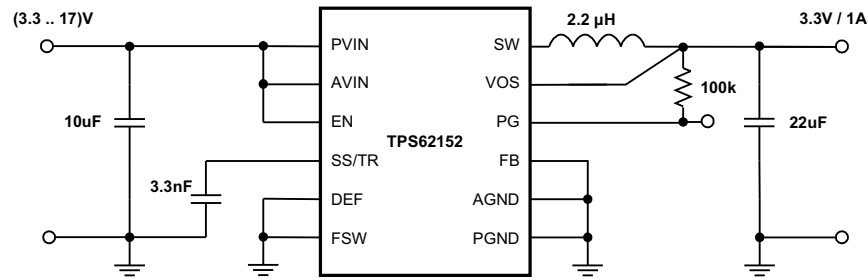 (3.3 .. 17)V
2.2 µH
3.3V / 1A
PVIN
SW
AVIN
VOS
100k
10uF
EN
PG
22uF
TPS62152
SS/TR
FB
3.3nF
DEF
AGND
FSW
PGND